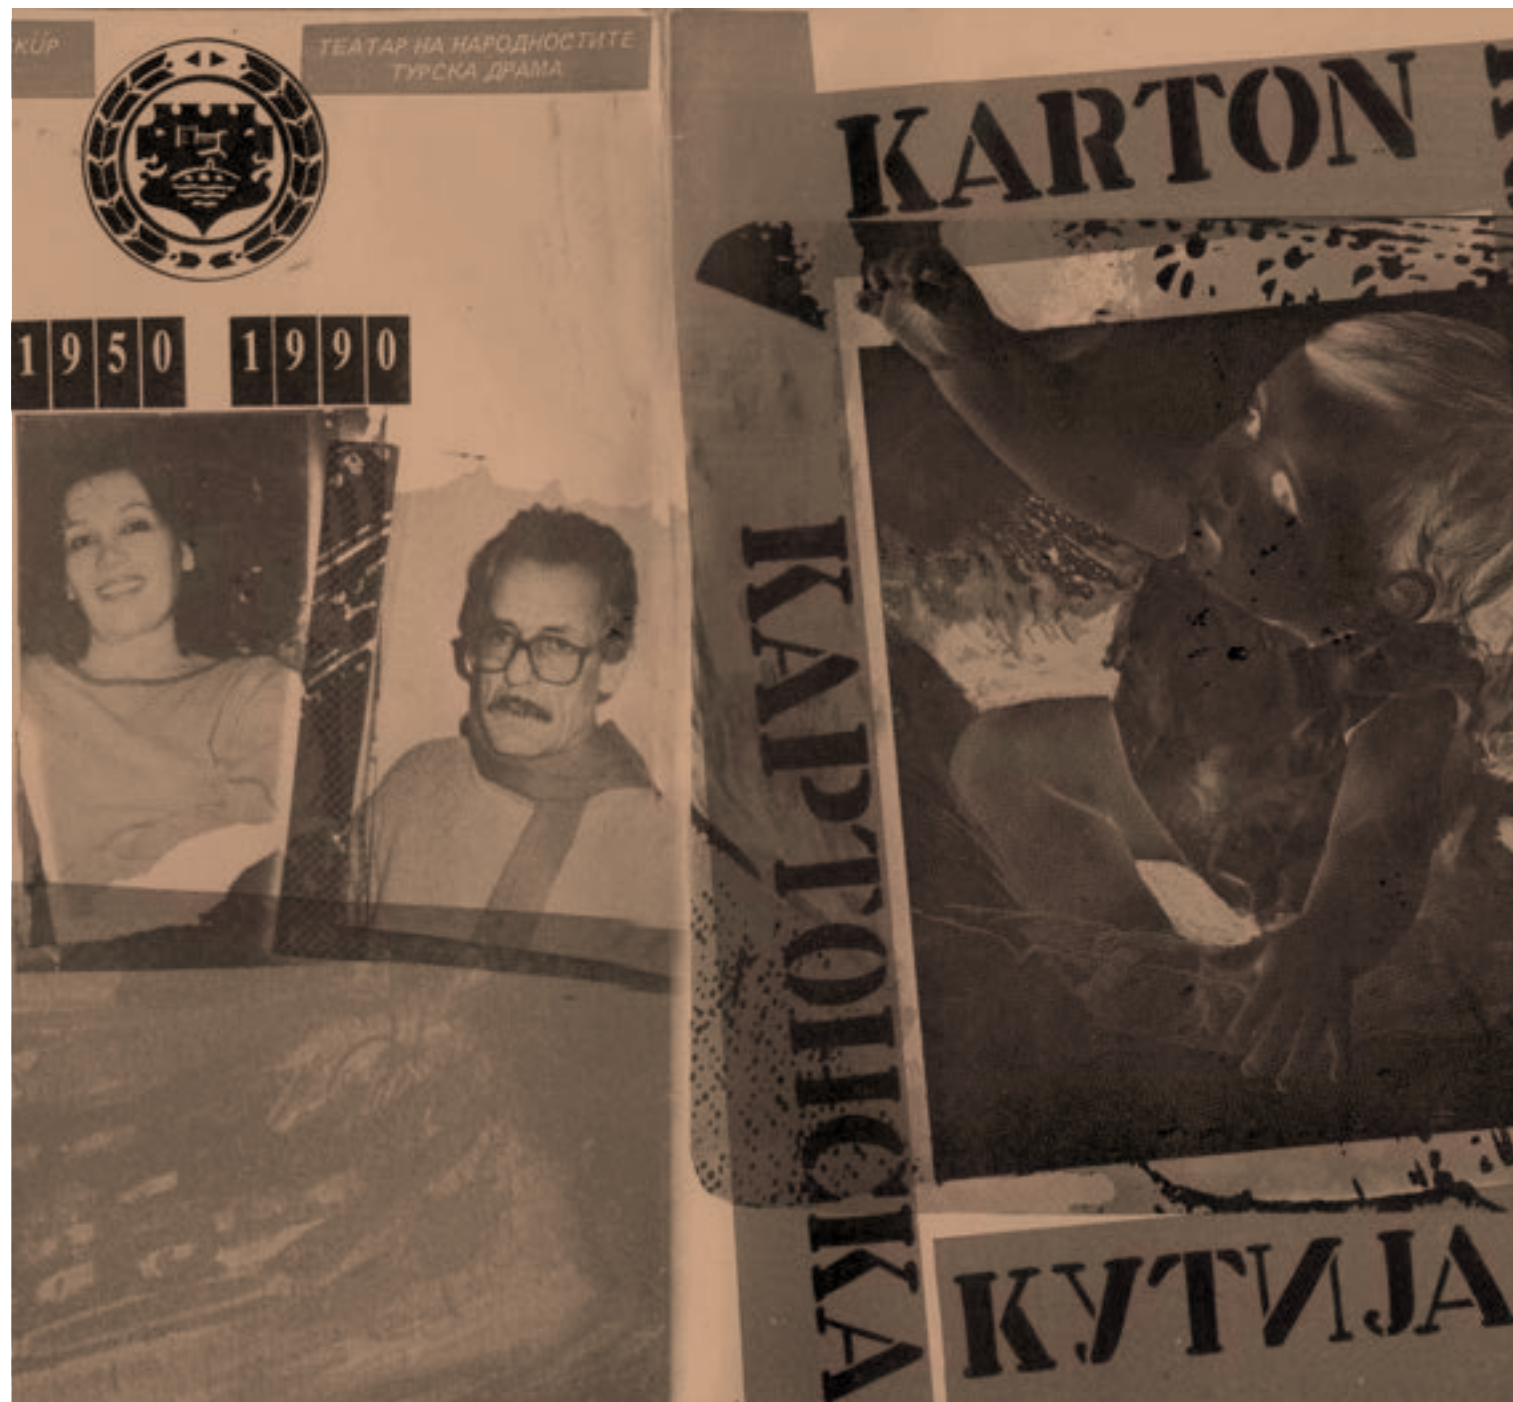 KÜP
ТЕАТАР НА НАРОДНОСТИТЕ
ТУРСКА ДРАМА
1950 1990
KARTON
КАРТОНСКА
КУТИЈА